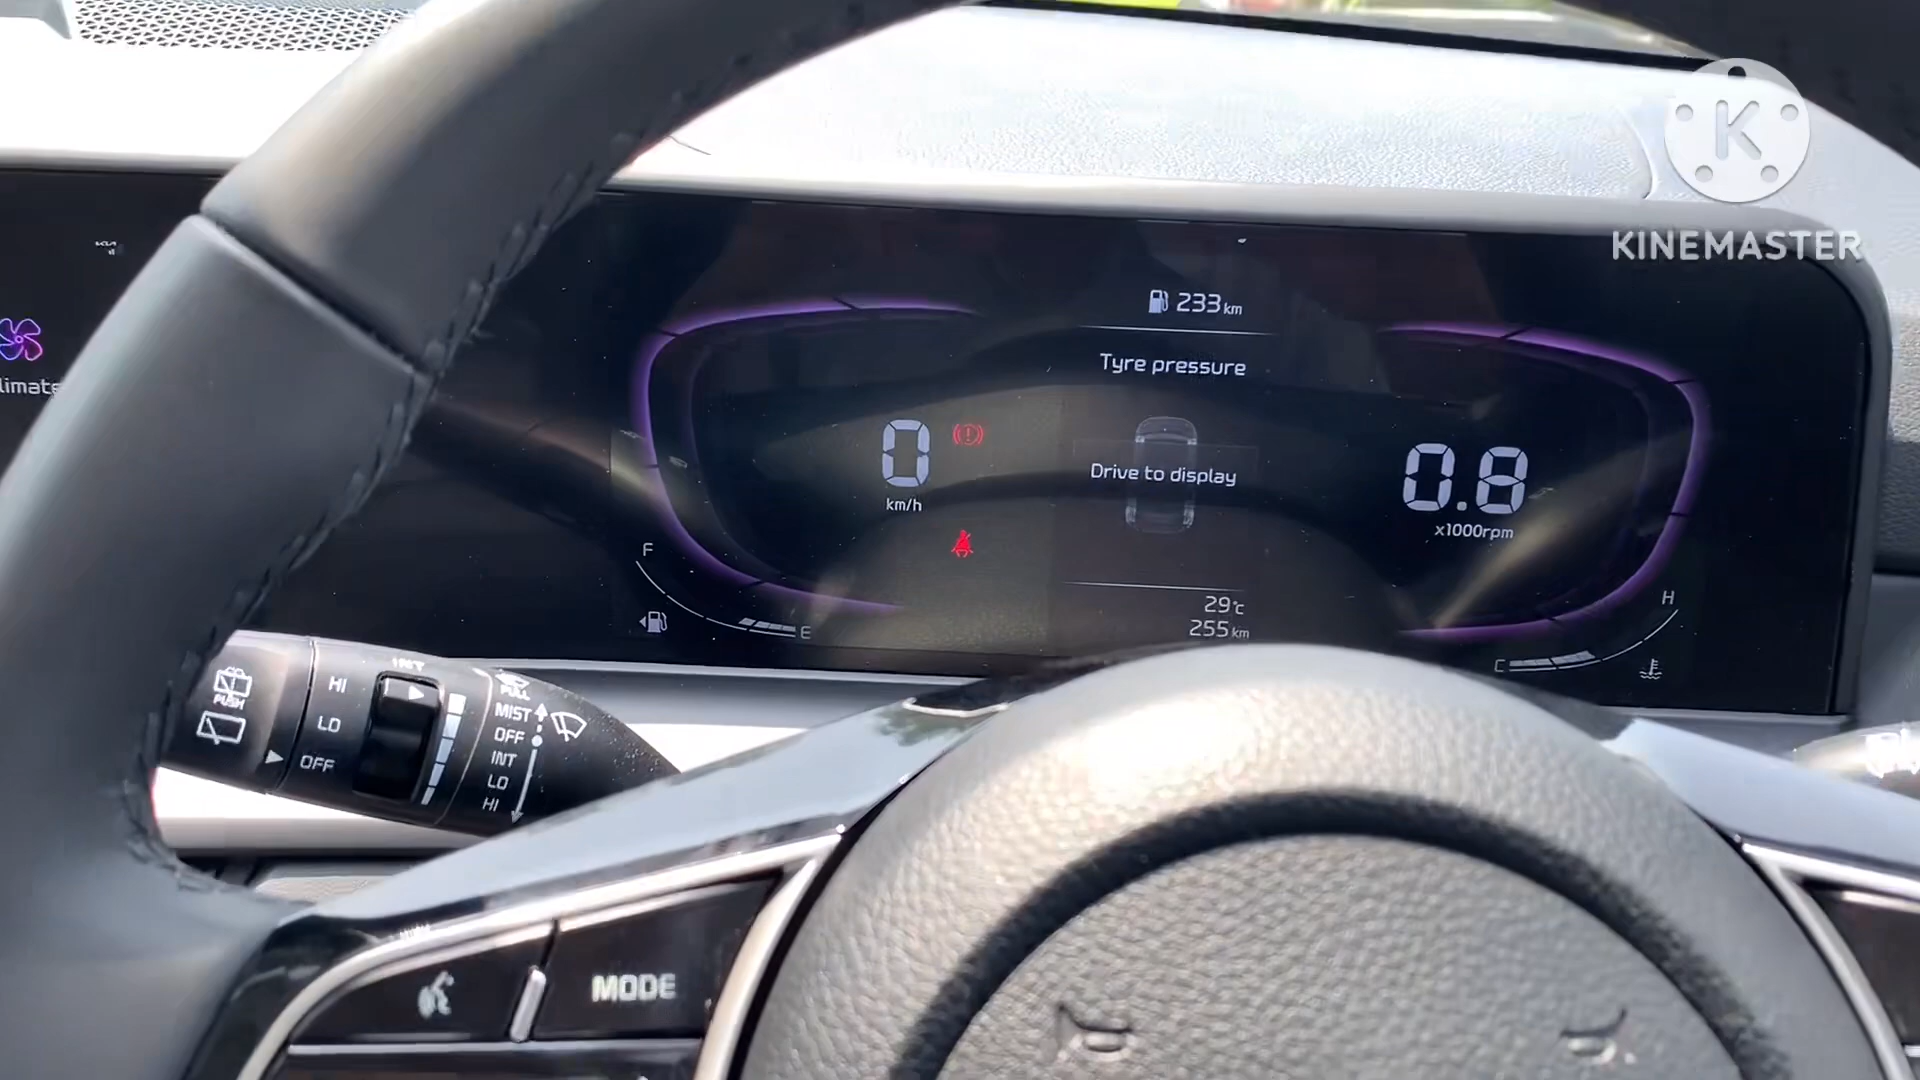 K
KINEMASTER
233 km
Tyre pressure
Drive to display
0
km/h
0.8
x1000rpm
F
E
29°c
255 km
H
C
limate
PUSH
HI
LO
OFF
INT
PULL
MIST
OFF
INT
LO
HI
MODE